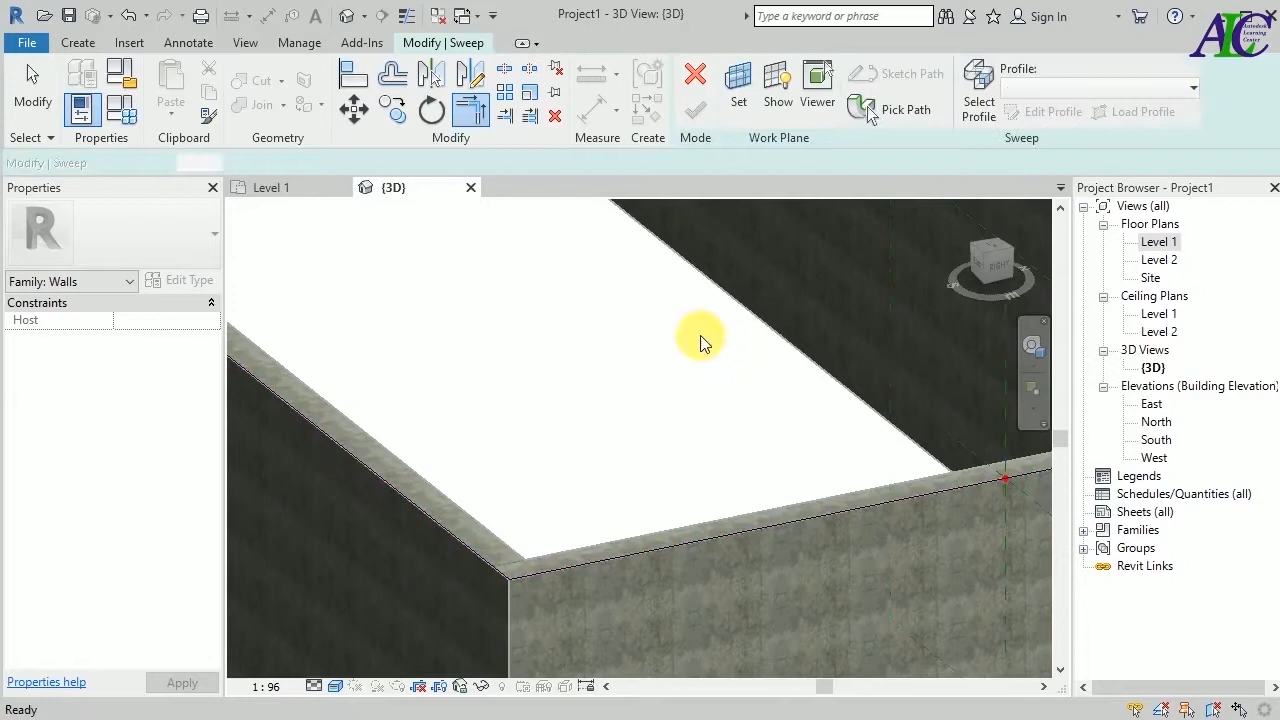 Project1 - 3D View: {3D}
Type a keyword or phrase
Sign In
ALC
Autodesk
Learning
Center
File
Create
Insert
Annotate
View
Manage
Add-Ins
Modify | Sweep
Modify
Select
Properties
Paste
Clipboard
Cut
Join
Geometry
Modify
Measure
Create
Mode
Set
Show
Viewer
Work Plane
Sketch Path
Pick Path
Select
Profile
Profile:
Edit Profile
Load Profile
Sweep
Modify | Sweep
Properties
R
Family: Walls
Edit Type
Constraints
Host
Properties help
Apply
Level 1
{3D}
RIGHT
1 : 96
Project Browser - Project1
Views (all)
Floor Plans
Level 1
Level 2
Site
Ceiling Plans
Level 1
Level 2
3D Views
{3D}
Elevations (Building Elevation)
East
North
South
West
Legends
Schedules/Quantities (all)
Sheets (all)
Families
Groups
Revit Links
Ready